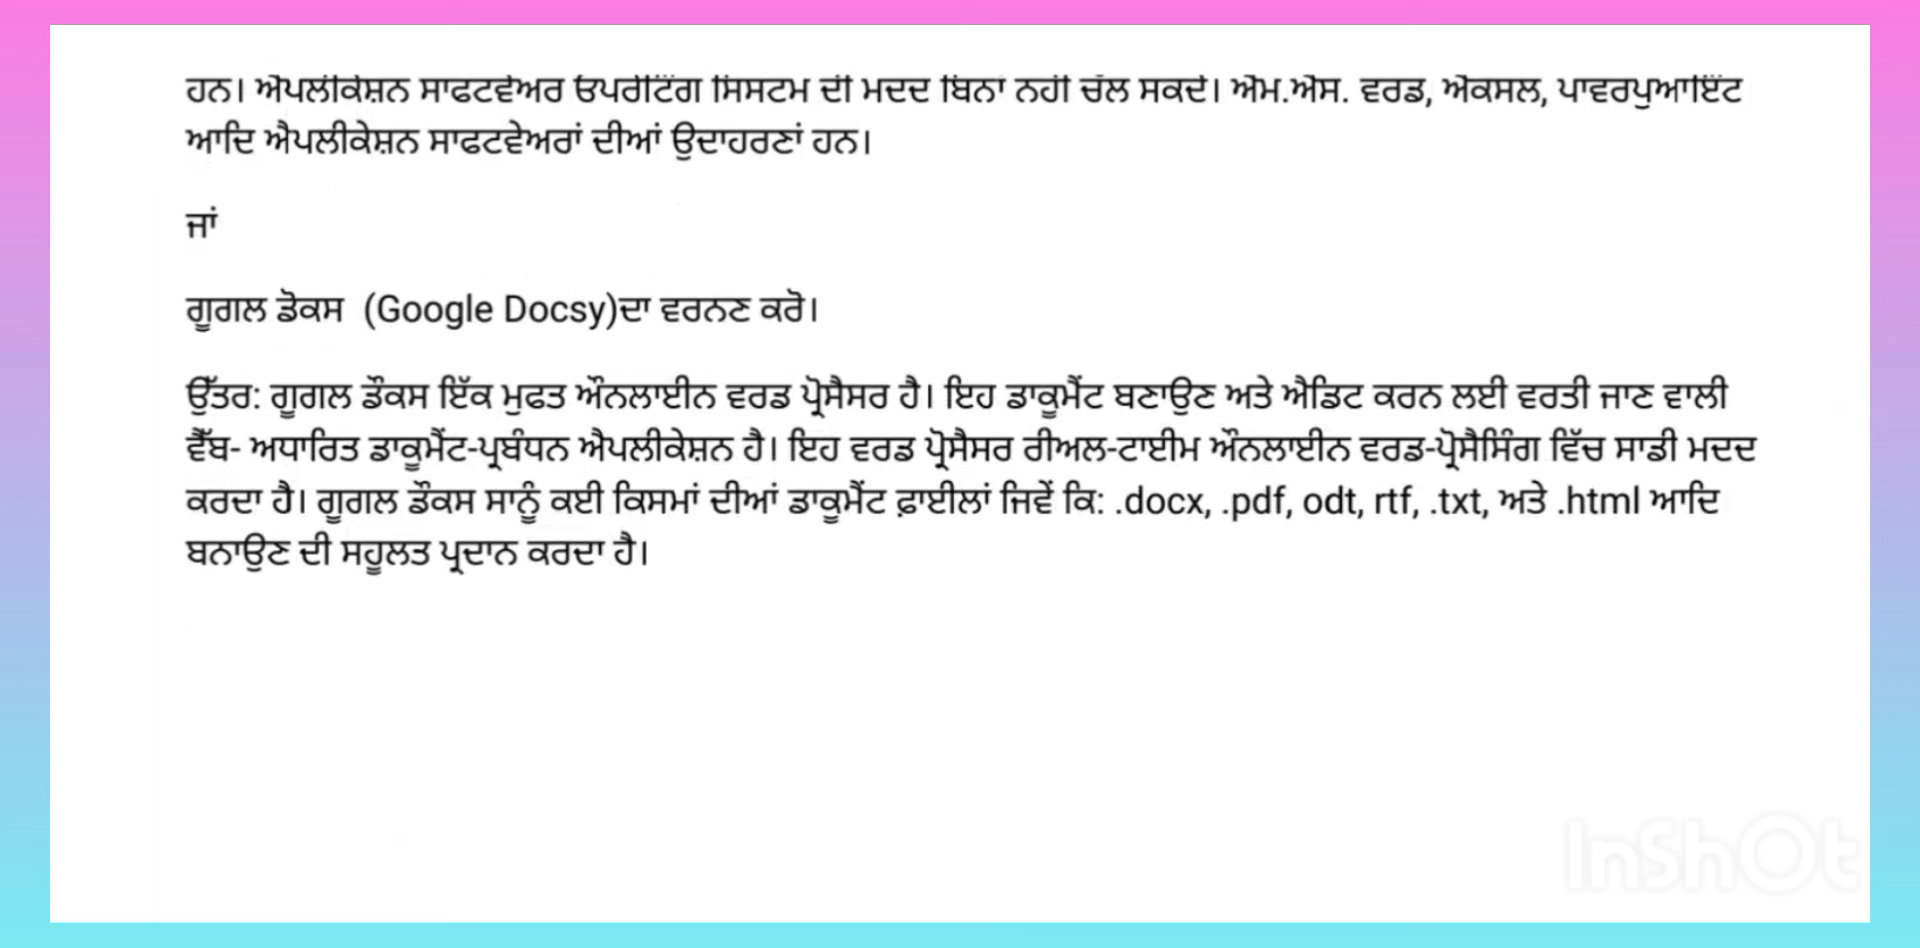 ਹਨ। ਐਪਲੀਕੇਸ਼ਨ ਸਾਫਟਵੇਅਰ ਓਪਰੇਟਿੰਗ ਸਿਸਟਮ ਦੀ ਮਦਦ ਬਿਨਾਂ ਨਹੀਂ ਚੱਲ ਸਕਦੇ। ਐਮ.ਐਸ. ਵਰਡ, ਐਕਸਲ, ਪਾਵਰਪੁਆਇੰਟ
ਆਦਿ ਐਪਲੀਕੇਸ਼ਨ ਸਾਫਟਵੇਅਰਾਂ ਦੀਆਂ ਉਦਾਹਰਣਾਂ ਹਨ।
ਜਾਂ
ਗੂਗਲ ਡੋਕਸ (Google Docsy)ਦਾ ਵਰਨਣ ਕਰੋ।
ਉੱਤਰ: ਗੂਗਲ ਡੌਕਸ ਇੱਕ ਮੁਫਤ ਔਨਲਾਈਨ ਵਰਡ ਪ੍ਰੋਸੈਸਰ ਹੈ। ਇਹ ਡਾਕੂਮੈਂਟ ਬਣਾਉਣ ਅਤੇ ਐਡਿਟ ਕਰਨ ਲਈ ਵਰਤੀ ਜਾਣ ਵਾਲੀ
ਵੈੱਬ- ਅਧਾਰਿਤ ਡਾਕੂਮੈਂਟ-ਪ੍ਰਬੰਧਨ ਐਪਲੀਕੇਸ਼ਨ ਹੈ। ਇਹ ਵਰਡ ਪ੍ਰੋਸੈਸਰ ਰੀਅਲ-ਟਾਈਮ ਔਨਲਾਈਨ ਵਰਡ-ਪ੍ਰੋਸੈਸਿੰਗ ਵਿੱਚ ਸਾਡੀ ਮਦਦ
ਕਰਦਾ ਹੈ। ਗੂਗਲ ਡੌਕਸ ਸਾਨੂੰ ਕਈ ਕਿਸਮਾਂ ਦੀਆਂ ਡਾਕੂਮੈਂਟ ਫ਼ਾਈਲਾਂ ਜਿਵੇਂ ਕਿ: .docx, .pdf, odt, rtf, .txt, ਅਤੇ .html ਆਦਿ
ਬਨਾਉਣ ਦੀ ਸਹੂਲਤ ਪ੍ਰਦਾਨ ਕਰਦਾ ਹੈ।
InShOt